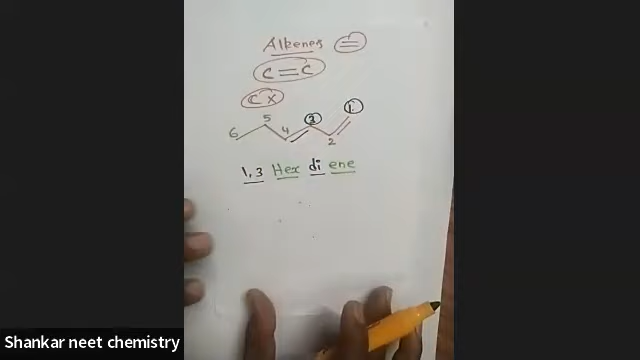 Alkenes =
C=C
C x
6 5 4 3 2 1.
1,3 Hex di ene
Shankar neet chemistry